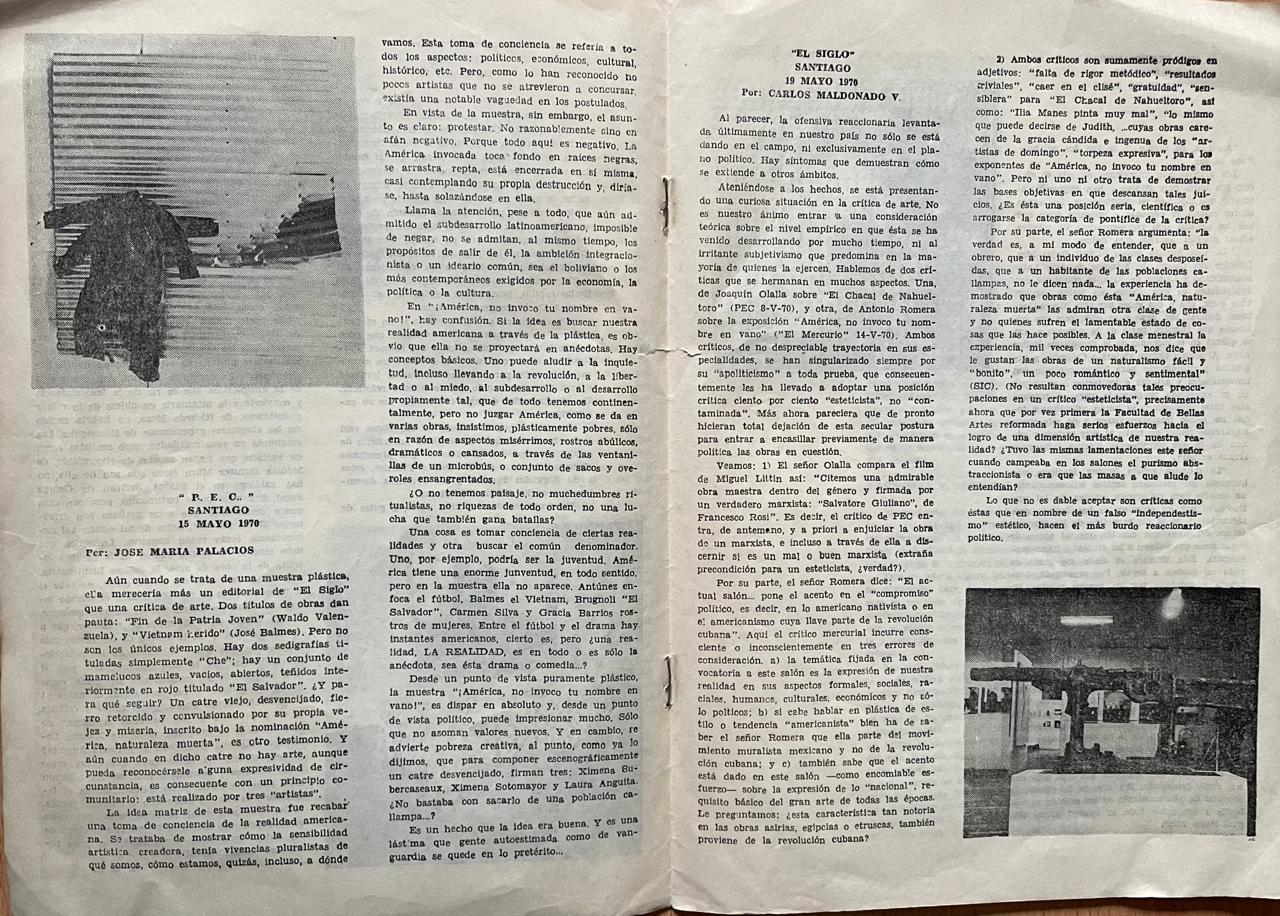 " P. E. C. "
SANTIAGO
15 MAYO 1970
Por: JOSE MARIA PALACIOS
Aún cuando se trata de una muestra plástica,
ella merecería más un editorial de "El Siglo"
que una crítica de arte. Dos títulos de obras dan
pauta: "Fin de la Patria Joven" (Waldo Valen-
zuela), y "Vietnam Herido" (José Balmes). Pero no
son los únicos ejemplos. Hay dos sedigrafías ti-
tuladas simplemente "Che"; hay un conjunto de
mamelucos azules, vacíos, abiertos, teñidos inte-
riormente en rojo titulado "El Salvador". ¿Y pa-
ra qué seguir? Un catre viejo, desvencijado, fie-
rro retorcido y convulsionado por su propia ve-
jez y miseria, inscrito bajo la nominación "Amé-
rica, naturaleza muerta", es otro testimonio. Y
aún cuando en dicho catre no hay arte, aunque
pueda reconocérsele alguna expresividad de cir-
cunstancia, es consecuente con un principio co-
munitario: está realizado por tres "artistas".
La idea matriz de esta muestra fue recabar
una toma de conciencia de la realidad america-
na. Se trataba de mostrar cómo la sensibilidad
artística, creadora, tenía vivencias pluralistas de
qué somos, cómo estamos, quizás, incluso, a dónde
vamos. Esta toma de conciencia se refería a to-
dos los aspectos: políticos, económicos, cultural,
histórico, etc. Pero, como lo han reconocido no
pocos artistas que no se atrevieron a concursar,
existía una notable vaguedad en los postulados.
En vista de la muestra, sin embargo, el asun-
to es claro: protestar. No razonablemente sino en
afán negativo. Porque todo aquí es negativo. La
América invocada toca fondo en raíces negras,
se arrastra, repta, está encerrada en sí misma,
casi contemplando su propia destrucción y, diría-
se, hasta solazándose en ella.
Llama la atención, pese a todo, que aún ad-
mitido el subdesarrollo latinoamericano, imposible
de negar, no se admitan, al mismo tiempo, los
propósitos de salir de él, la ambición integracio-
nista o un ideario común, sea el boliviano o los
más contemporáneos exigidos por la economía, la
política o la cultura.
En "¡América, no invoco tu nombre en va-
no!", hay confusión. Si la idea es buscar nuestra
realidad americana a través de la plástica, es ob-
vio que ella no se proyectará en anécdotas. Hay
conceptos básicos. Uno puede aludir a la inquie-
tud, incluso llevando a la revolución, a la liber-
tad o al miedo, al subdesarrollo o al desarrollo
propiamente tal, que de todo tenemos continen-
talmente, pero no juzgar América, como se da en
varias obras, insistimos, plásticamente pobres, sólo
en razón de aspectos misérrimos, rostros abúlicos,
dramáticos o cansados, a través de las ventani-
llas de un microbús, o conjunto de sacos y ove-
roles ensangrentados.
¿O no tenemos paisaje, no muchedumbres ri-
tualistas, no riquezas de todo orden, no una lu-
cha que también gana batallas?
Una cosa es tomar conciencia de ciertas rea-
lidades y otra buscar el común denominador.
Uno, por ejemplo, podría ser la juventud. Amé-
rica tiene una enorme junventud, en todo sentido,
pero en la muestra ella no aparece. Antúnez en-
foca el fútbol, Balmes el Vietnam, Brugnoli "El
Salvador". Carmen Silva y Gracia Barrios ros-
tros de mujeres. Entre el fútbol y el drama hay
instantes americanos, cierto es, pero ¿una rea-
lidad, LA REALIDAD, es en todo o es sólo la
anécdota, sea ésta drama o comedia...?
Desde un punto de vista puramente plástico,
la muestra "¡América, no invoco tu nombre en
vano!", es dispar en absoluto y, desde un punto
de vista político, puede impresionar mucho. Sólo
que no asoman valores nuevos. Y en cambio, re
advierte pobreza creativa, al punto, como ya lo
dijimos, que para componer escenográficamente
un catre desvencijado, firman tres: Ximena Su-
bercaseaux, Ximena Sotomayor y Laura Anguita.
¿No bastaba con sacarlo de una población ca-
llampa...?
Es un hecho que la idea era buena. Y es una
lástima que gente autoestimada como de van-
guardia se quede en lo pretérito...
"EL SIGLO"
SANTIAGO
19 MAYO 1970
Por: CARLOS MALDONADO V.
Al parecer, la ofensiva reaccionaria levanta-
da últimamente en nuestro país no sólo se está
dando en el campo, ni exclusivamente en el pla-
no político. Hay síntomas que demuestran cómo
se extiende a otros ámbitos.
Ateniéndose a los hechos, se está presentan-
do una curiosa situación en la crítica de arte. No
es nuestro ánimo entrar a una consideración
teórica sobre el nivel empírico en que ésta se ha
venido desarrollando por mucho tiempo, ni al
irritante subjetivismo que predomina en la ma-
yoría de quienes la ejercen. Hablemos de dos crí-
ticas que se hermanan en muchos aspectos. Una,
de Joaquín Olalla sobre "El Chacal de Nahuel-
toro" (PEC 8-V-70), y otra, de Antonio Romera
sobre la exposición "América, no invoco tu nom-
bre en vano" ("El Mercurio" 14-V-70). Ambos
críticos, de no despreciable trayectoria en sus es-
pecialidades, se han singularizado siempre por
su "apoliticismo" a toda prueba, que consecuen-
temente les ha llevado a adoptar una posición
crítica ciento por ciento "esteticista", no "con-
taminada". Más ahora pareciera que de pronto
hicieran total dejación de esta secular postura
para entrar a encasillar previamente de manera
política las obras en cuestión.
Veamos: 1) El señor Olalla compara el film
de Miguel Littin así: "Citemos una admirable
obra maestra dentro del género y firmada por
un verdadero marxista: "Salvatore Giuliano", de
Francesco Rosi". Es decir, el crítico de PEC en-
tra, de antemano, y a priori a enjuiciar la obra
de un marxista, e incluso a través de ella a dis-
cernir si es un mal o buen marxista (extraña
precondición para un esteticista, ¿verdad?).
Por su parte, el señor Romera dice: "El ac-
tual salón... pone el acento en el "compromiso"
político, es decir, en lo americano nativista o en
el americanismo cuya llave parte de la revolución
cubana". Aquí el crítico mercurial incurre cons-
ciente o inconscientemente en tres errores de
consideración. a) la temática fijada en la con-
vocatoria a este salón es la expresión de nuestra
realidad en sus aspectos formales, sociales, ra-
ciales, humanos, culturales, económicos y no só-
lo polticos; b) si cabe hablar en plástica de es-
tilo o tendencia "americanista" bien ha de sa-
ber el señor Romera que ella parte del movi-
miento muralista mexicano y no de la revolu-
ción cubana; y c) también sabe que el acento
está dado en este salón —como encomiable es-
fuerzo— sobre la expresión de lo "nacional", re-
quisito básico del gran arte de todas las épocas.
Le preguntamos: ¿esta característica tan notoria
en las obras asirias, egipcias o etruscas, también
proviene de la revolución cubana?
2) Ambos críticos son sumamente pródigos en
adjetivos: "falta de rigor metódico", "resultados
triviales", "caer en el clisé", "gratuidad", "sen-
siblera" para "El Chacal de Nahueltoro", así
como: "Ilia Manes pinta muy mal", "lo mismo
que puede decirse de Judith, ...cuyas obras care-
cen de la gracia cándida e ingenua de los "ar-
tistas de domingo", "torpeza expresiva", para los
exponentes de "América, no invoco tu nombre en
vano". Pero ni uno ni otro trata de demostrar
las bases objetivas en que descansan tales jui-
cios, ¿Es ésta una posición seria, científica o es
arrogarse la categoría de pontífice de la crítica?
Por su parte, el señor Romera argumenta: "la
verdad es, a mi modo de entender, que a un
obrero, que a un individuo de las clases desposeí-
das, que a un habitante de las poblaciones ca-
llampas, no le dicen nada... la experiencia ha de-
mostrado que obras como ésta "América, natu-
raleza muerta" las admiran otra clase de gente
y no quienes sufren el lamentable estado de co-
sas que las hace posibles. A la clase menestral la
experiencia, mil veces comprobada, nos dice que
le gustan las obras de un naturalismo fácil y
"bonito", un poco romántico y sentimental"
(SIC). (No resultan conmovedoras tales preocu-
paciones en un crítico "esteticista", precisamente
ahora que por vez primera la Facultad de Bellas
Artes reformada haga serios esfuerzos hacia el
logro de una dimensión artística de nuestra rea-
lidad? ¿Tuvo las mismas lamentaciones este señor
cuando campeaba en los salones el purismo abs-
traccionista o era que las masas a que alude lo
entendían?
Lo que no es dable aceptar son críticas como
éstas que en nombre de un falso "independestis-
mo" estético, hacen el más burdo reaccionario
político.